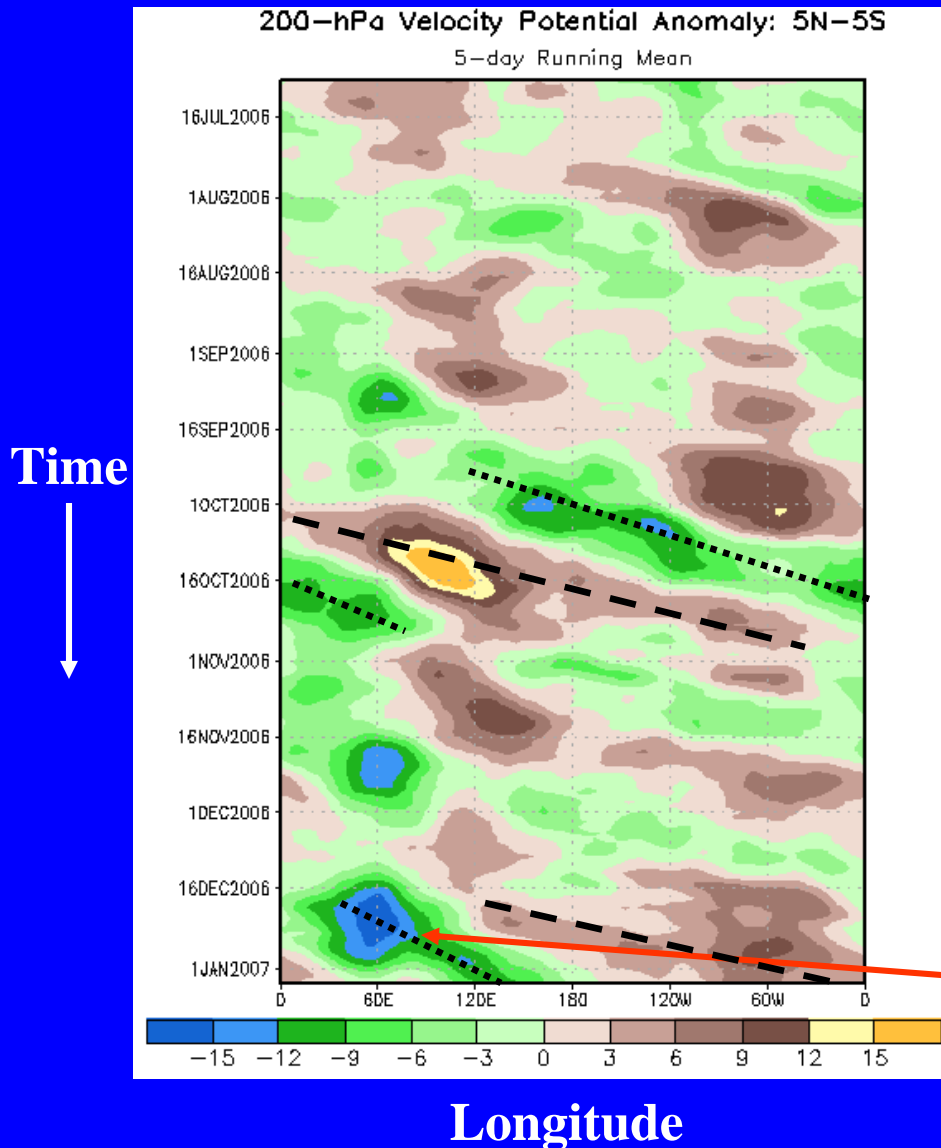 200-hPa Velocity Potential Anomaly: 5N-5S
5-day Running Mean
16JUL2006
1AUG2006
16AUG2006
1SEP2006
16SEP2006
Time
1OCT2006
16OCT2006
1NOV2006
16NOV2006
1DEC2006
16DEC2006
1JAN2007
0 60E 120E 180 120W 60W 0
-15 -12 -9 -6 -3 0 3 6 9 12 15
Longitude